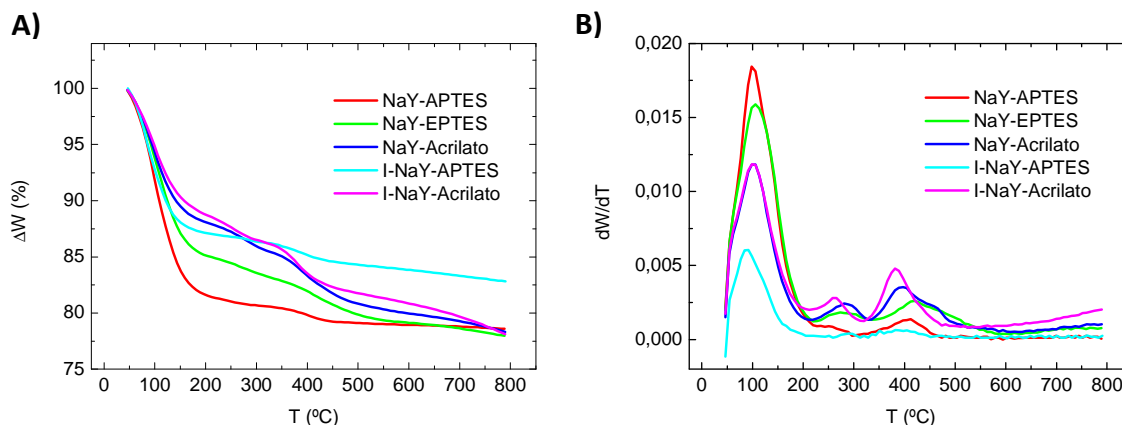 A)
ΔW (%)
100
95
90
85
80
75
0 100 200 300 400 500 600 700 800
T (ºC)
NaY-APTES
NaY-EPTES
NaY-Acrilato
I-NaY-APTES
I-NaY-Acrilato
B)
dW/dT
0,020
0,015
0,010
0,005
0,000
0 100 200 300 400 500 600 700 800
T (ºC)
NaY-APTES
NaY-EPTES
NaY-Acrilato
I-NaY-APTES
I-NaY-Acrilato